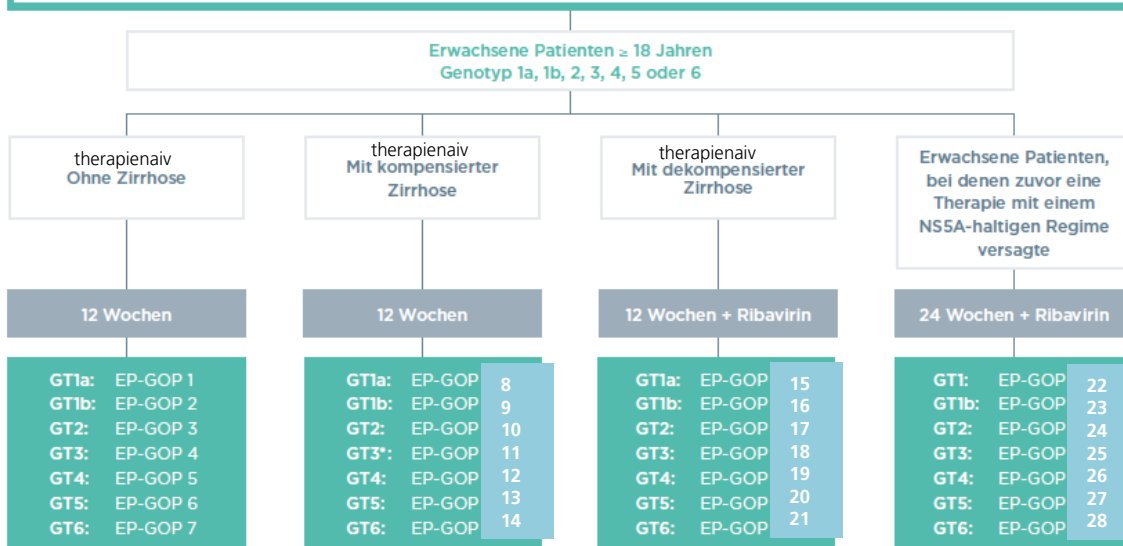 Erwachsene Patienten ≥ 18 Jahren
Genotyp 1a, 1b, 2, 3, 4, 5 oder 6
therapienaiv
Ohne Zirrhose
12 Wochen
GT1a: EP-GOP 1
GT1b: EP-GOP 2
GT2: EP-GOP 3
GT3: EP-GOP 4
GT4: EP-GOP 5
GT5: EP-GOP 6
GT6: EP-GOP 7
therapienaiv
Mit kompensierter
Zirrhose
12 Wochen
GT1a: EP-GOP 8
GT1b: EP-GOP 9
GT2: EP-GOP 10
GT3*: EP-GOP 11
GT4: EP-GOP 12
GT5: EP-GOP 13
GT6: EP-GOP 14
therapienaiv
Mit dekompensierter
Zirrhose
12 Wochen + Ribavirin
GT1a: EP-GOP 15
GT1b: EP-GOP 16
GT2: EP-GOP 17
GT3: EP-GOP 18
GT4: EP-GOP 19
GT5: EP-GOP 20
GT6: EP-GOP 21
Erwachsene Patienten,
bei denen zuvor eine
Therapie mit einem
NS5A-haltigen Regime
versagte
24 Wochen + Ribavirin
GT1: EP-GOP 22
GT1b: EP-GOP 23
GT2: EP-GOP 24
GT3: EP-GOP 25
GT4: EP-GOP 26
GT5: EP-GOP 27
GT6: EP-GOP 28